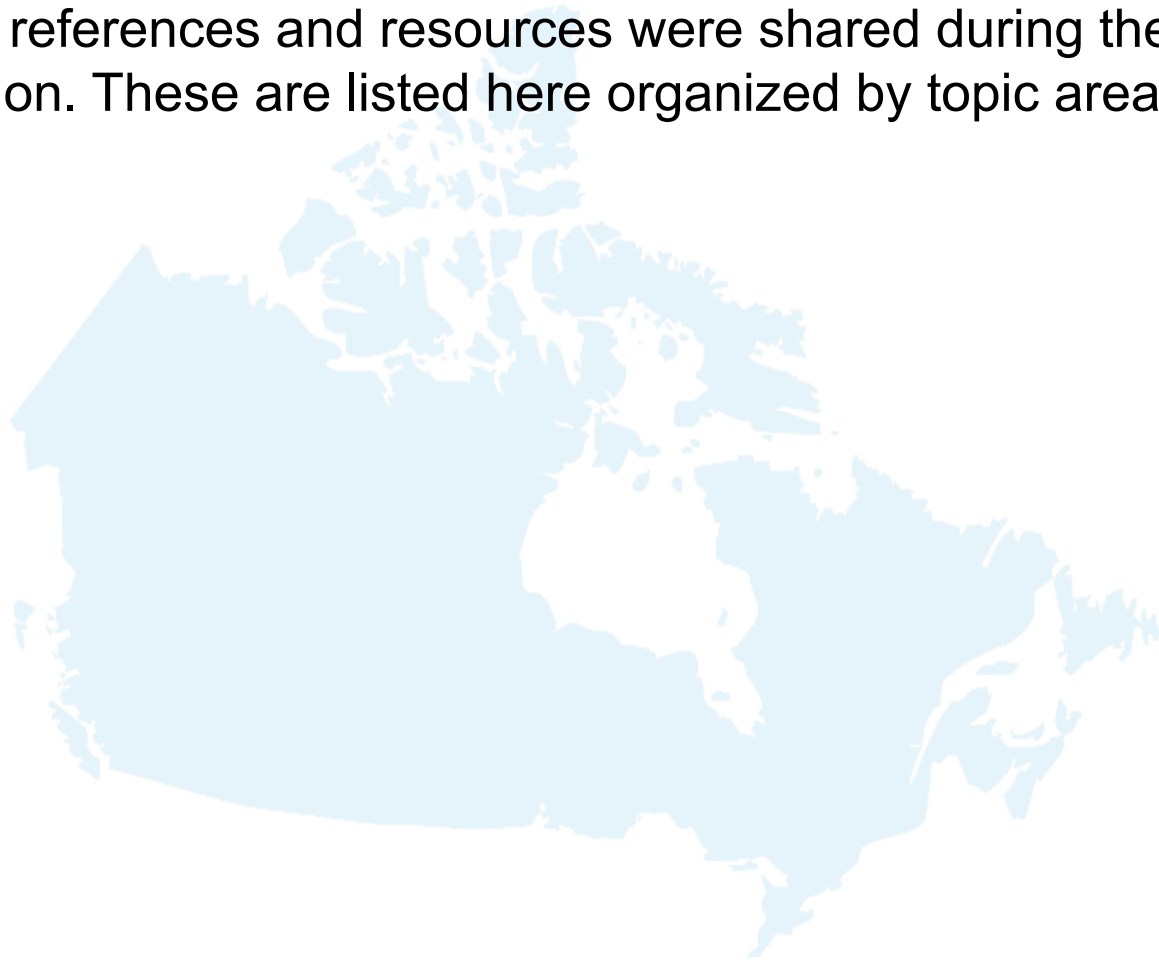 references and resources were shared during the
on. These are listed here organized by topic area